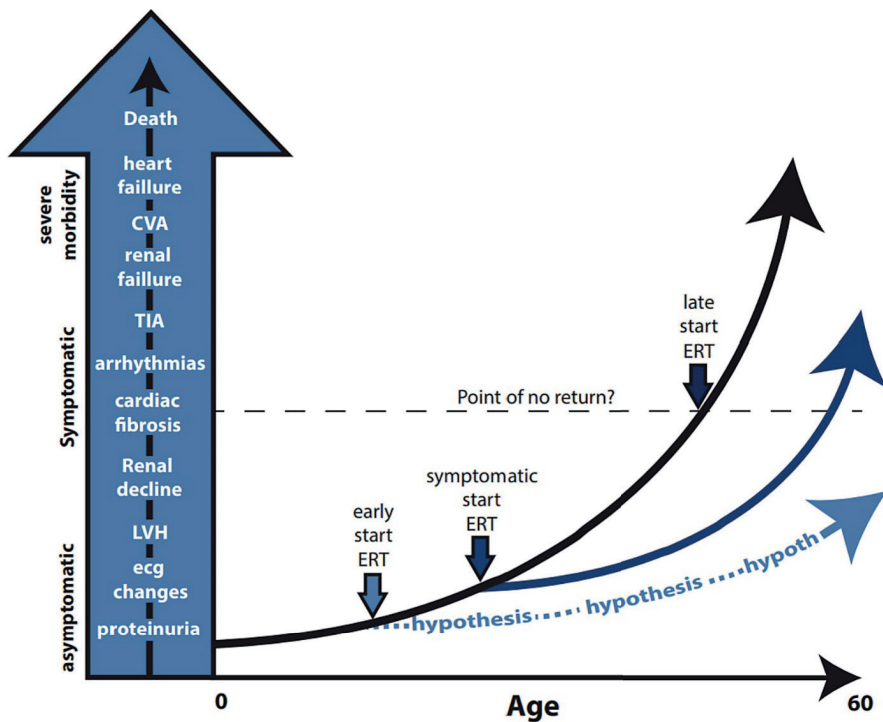 Death
heart
faillure
CVA
renal
faillure
TIA
arrhythmias
cardiac
fibrosis
Renal
decline
LVH
ecg
changes
proteinuria
severe
morbidity
Symptomatic
asymptomatic
late
start
ERT
Point of no return?
symptomatic
start
ERT
early
start
ERT
hypothesis
hypothesis
hypoth
0
Age
60